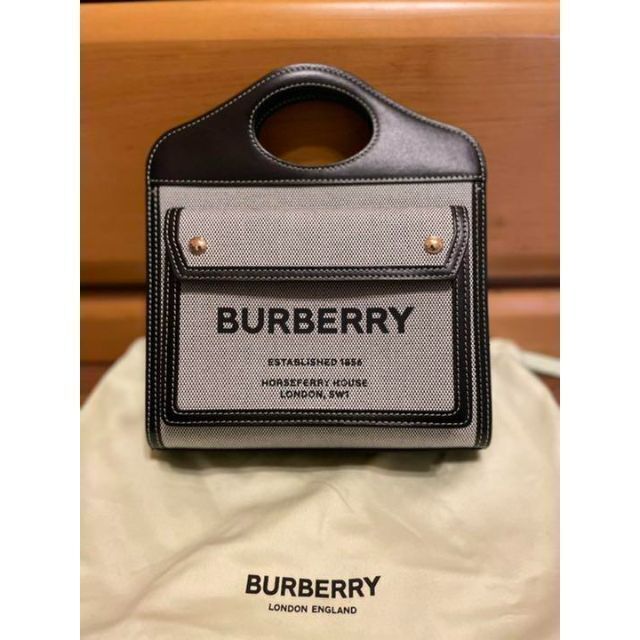 BURBERRY
ESTABLISHED 1856
HORSEFERRY HOUSE
LONDON, SW1
BURBERRY
LONDON ENGLAND